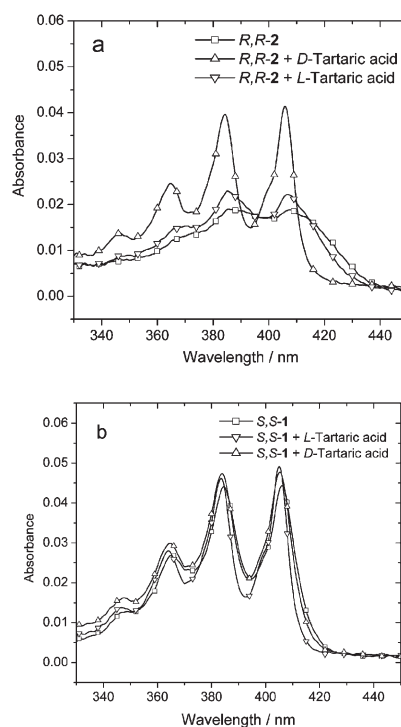 a
R,R-2
R,R-2 + D-Tartaric acid
R,R-2 + L-Tartaric acid
0.06
0.05
0.04
0.03
0.02
0.01
0.00
Absorbance
340 360 380 400 420 440
Wavelength / nm
b
S,S-1
S,S-1 + L-Tartaric acid
S,S-1 + D-Tartaric acid
0.06
0.05
0.04
0.03
0.02
0.01
0.00
Absorbance
340 360 380 400 420 440
Wavelength / nm